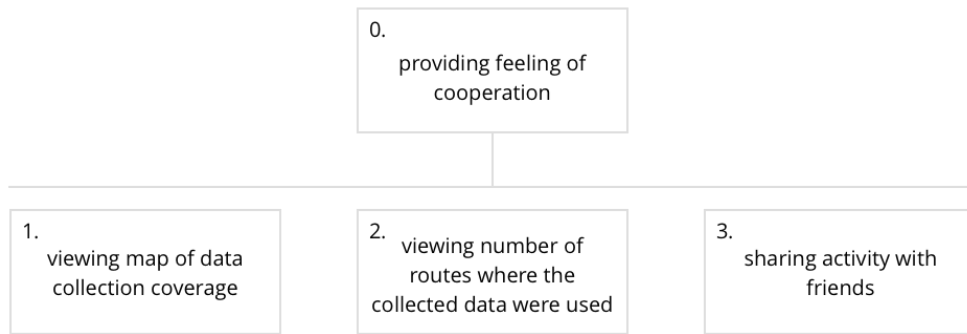 0.
providing feeling of
cooperation
1.
viewing map of data
collection coverage
2.
viewing number of
routes where the
collected data were used
3.
sharing activity with
friends